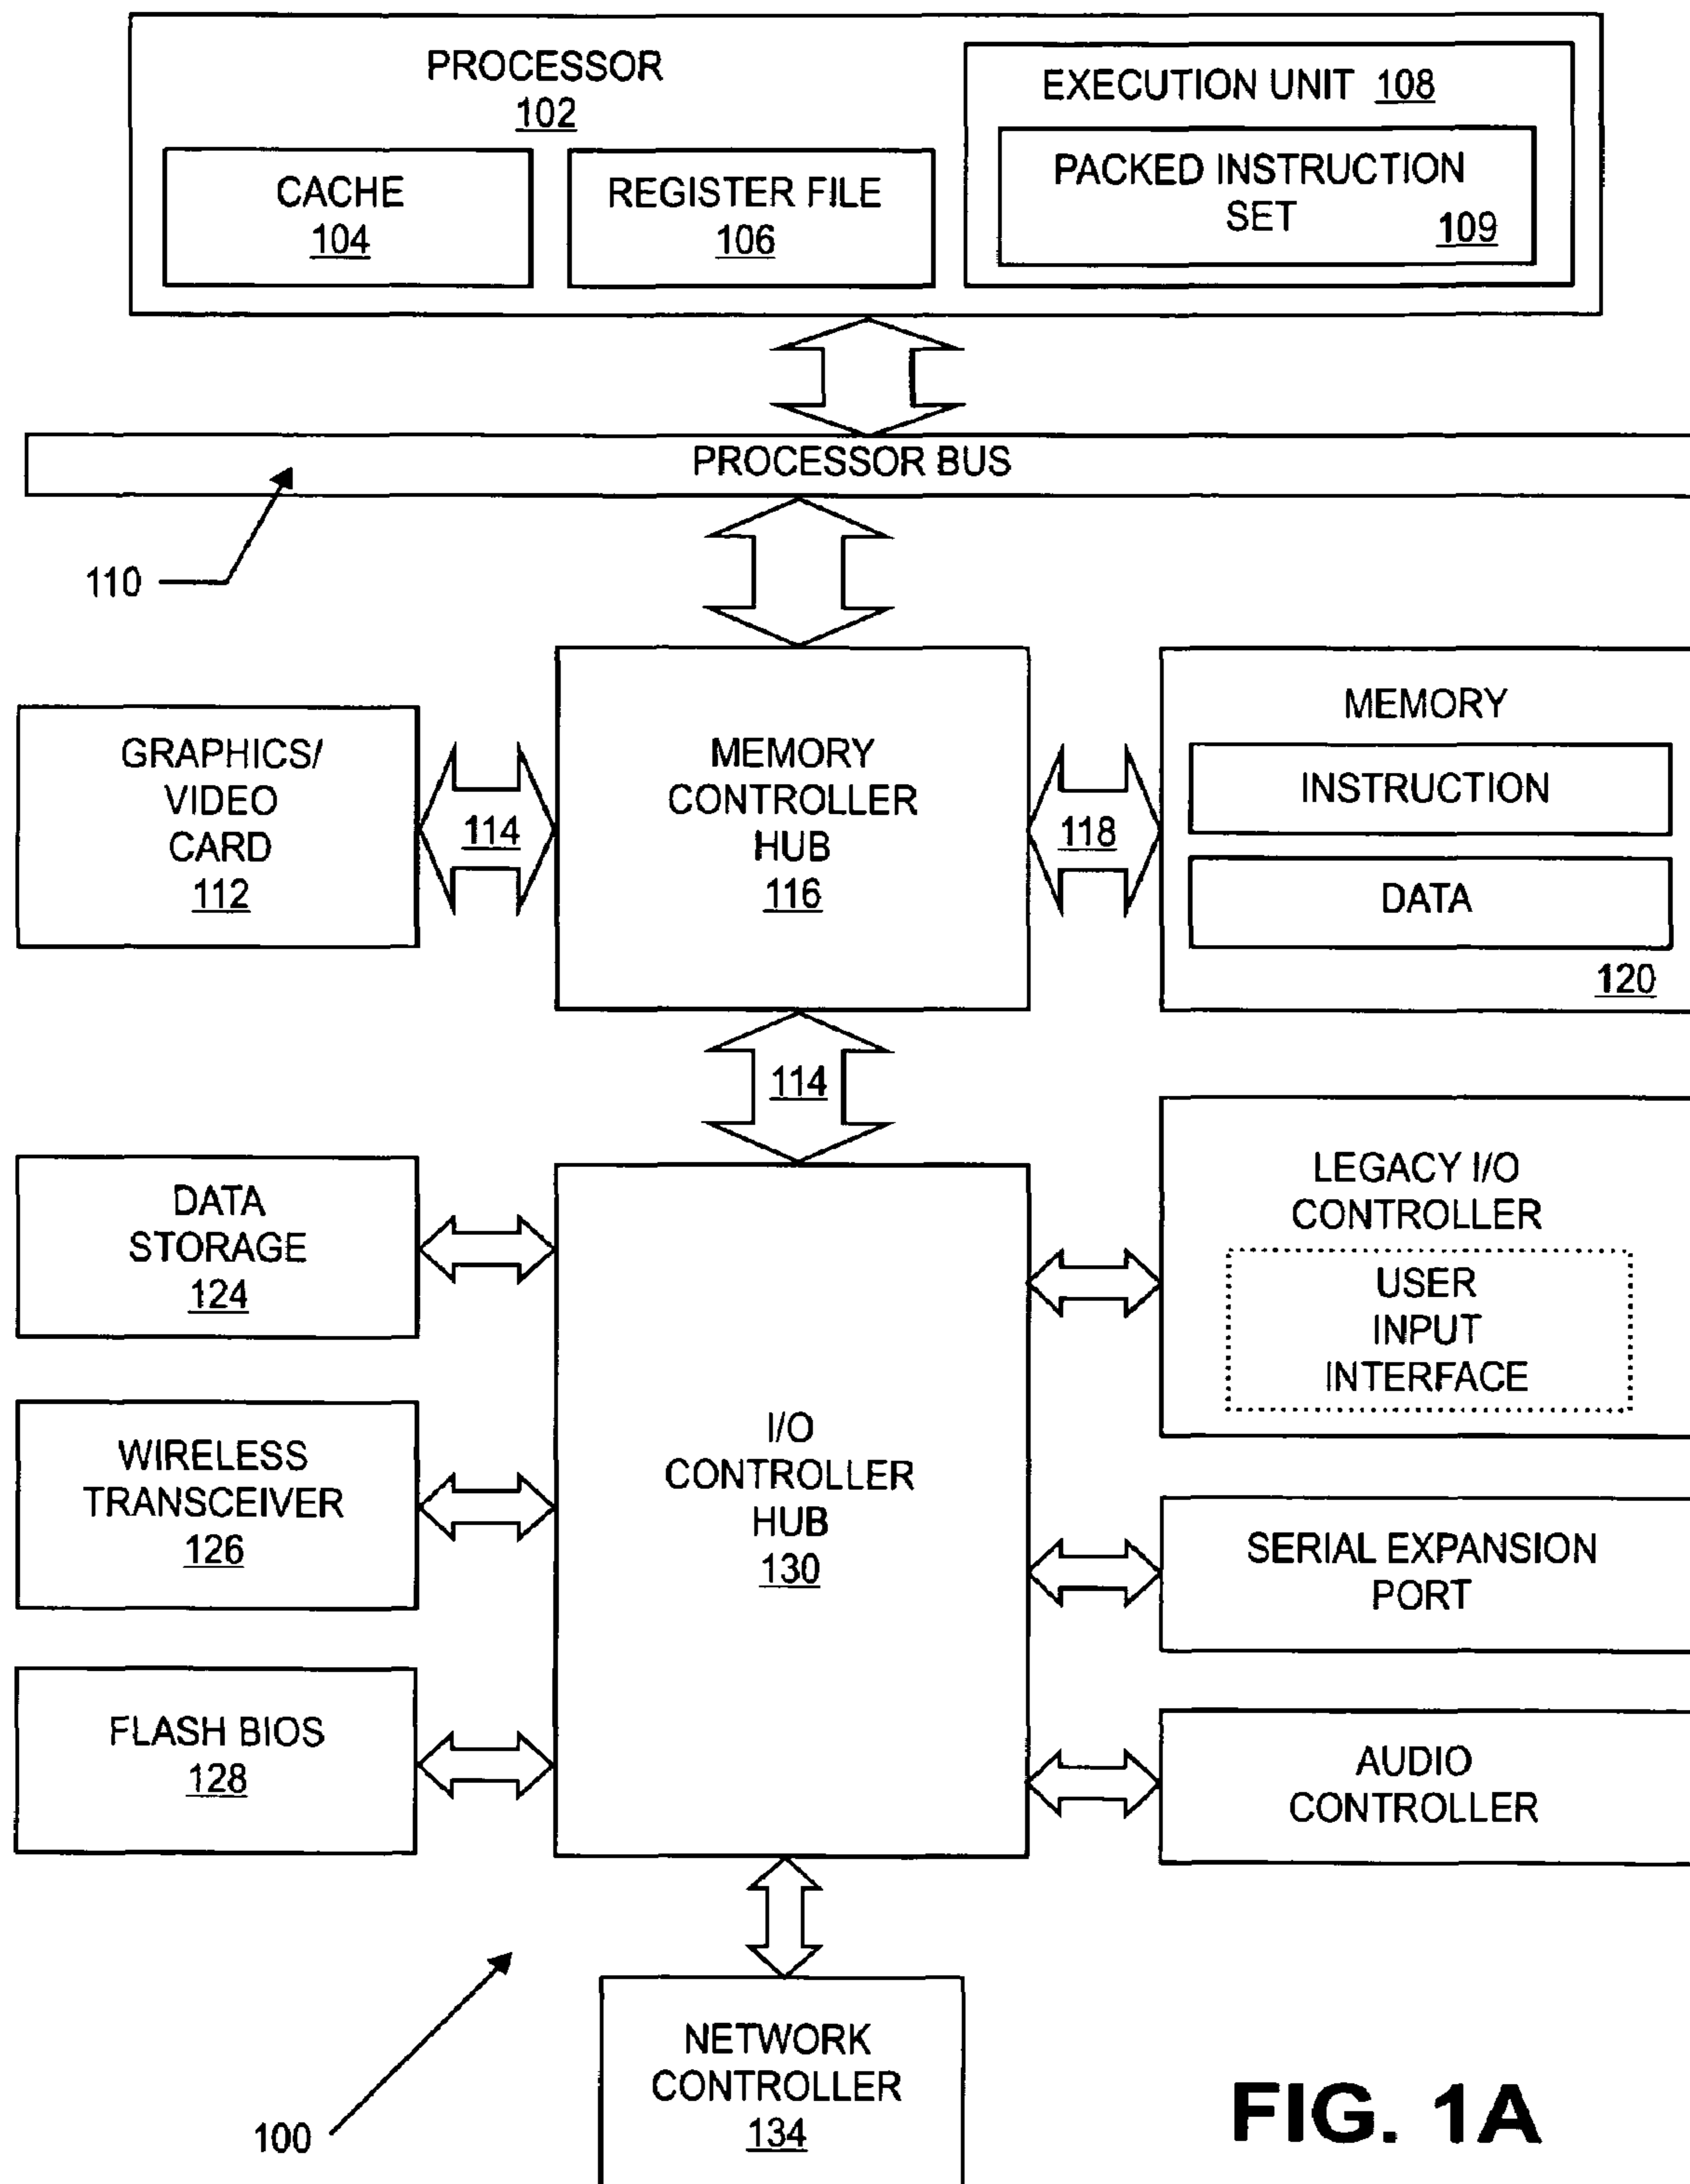 PROCESSOR
102
CACHE
104
REGISTER FILE
106
EXECUTION UNIT 108
PACKED INSTRUCTION
SET
109
PROCESSOR BUS
110
GRAPHICS/
VIDEO
CARD
112
114
MEMORY
CONTROLLER
HUB
116
118
MEMORY
INSTRUCTION
DATA
120
114
DATA
STORAGE
124
WIRELESS
TRANSCEIVER
126
FLASH BIOS
128
I/O
CONTROLLER
HUB
130
LEGACY I/O
CONTROLLER
USER
INPUT
INTERFACE
SERIAL EXPANSION
PORT
AUDIO
CONTROLLER
NETWORK
CONTROLLER
134
100
FIG. 1A